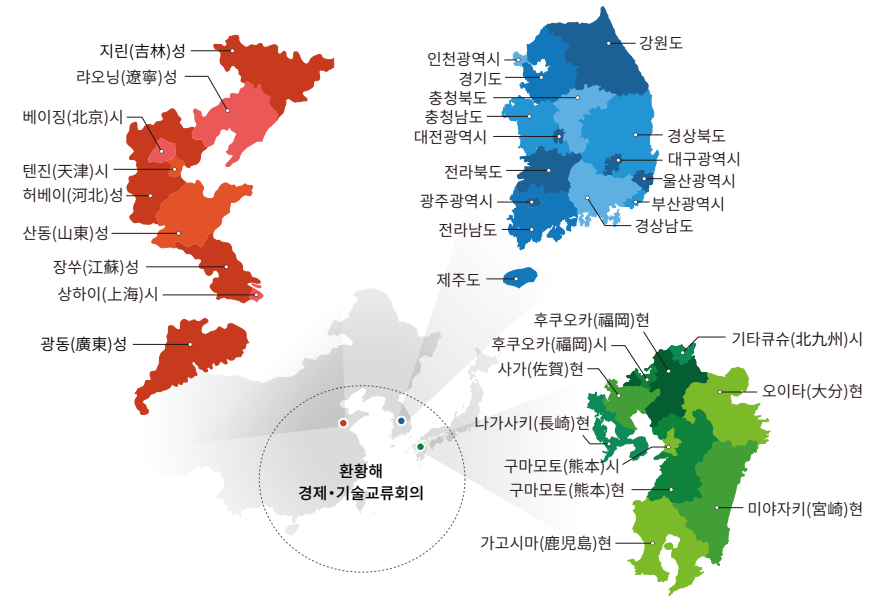 지린(吉林)성
랴오닝(遼寧)성
베이징(北京)시
텐진(天津)시
허베이(河北)성
산동(山東)성
장쑤(江蘇)성
상하이(上海)시
광동(廣東)성
강원도
인천광역시
경기도
충청북도
충청남도
대전광역시
경상북도
대구광역시
전라북도
울산광역시
광주광역시
부산광역시
전라남도
경상남도
제주도
환황해
경제•기술교류회의
후쿠오카(福岡)현
기타큐슈(北九州)시
후쿠오카(福岡)시
사가(佐賀)현
오이타(大分)현
나가사키(長崎)현
구마모토(熊本)시
구마모토(熊本)현
미야자키(宮崎)현
가고시마(鹿児島)현